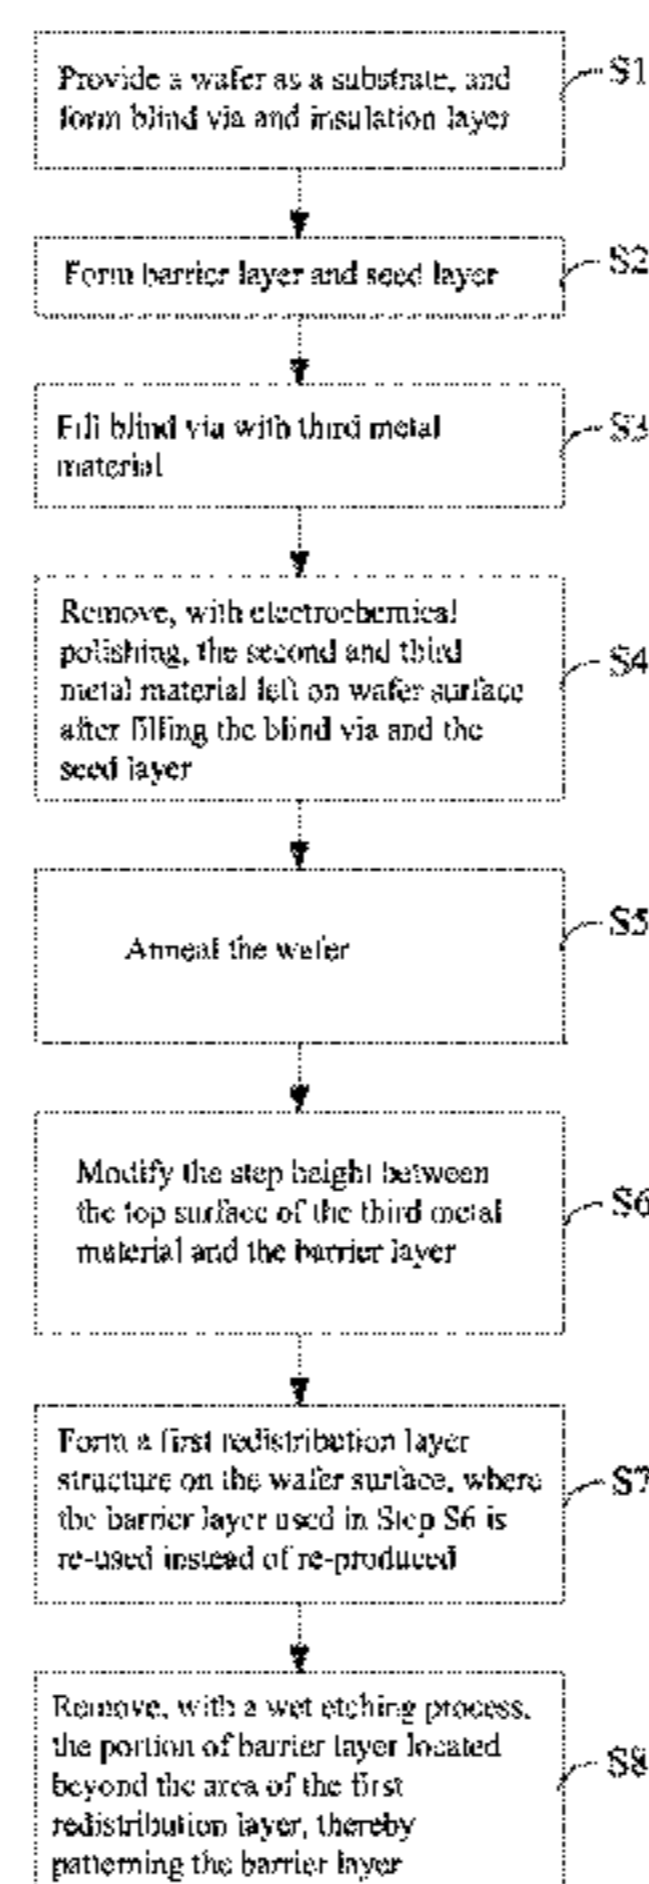 Provide a wafer as a substrate, and
form blind via and insulation layer
S1
Form barrier layer and seed layer
S2
Fill blind via with third metal
material
S3
Remove, with electrochemical
polishing, the second and third
metal material left on wafer surface
after filling the blind via and the
seed layer
S4
Anneal the wafer
S5
Modify the step height between
the top surface of the third metal
material and the barrier layer
S6
Form a first redistribution layer
structure on the wafer surface, where
the barrier layer used in Step S6 is
re-used instead of re-produced
S7
Remove, with a wet etching process,
the portion of barrier layer located
beyond the area of the first
redistribution layer, thereby
patterning the barrier layer
S8